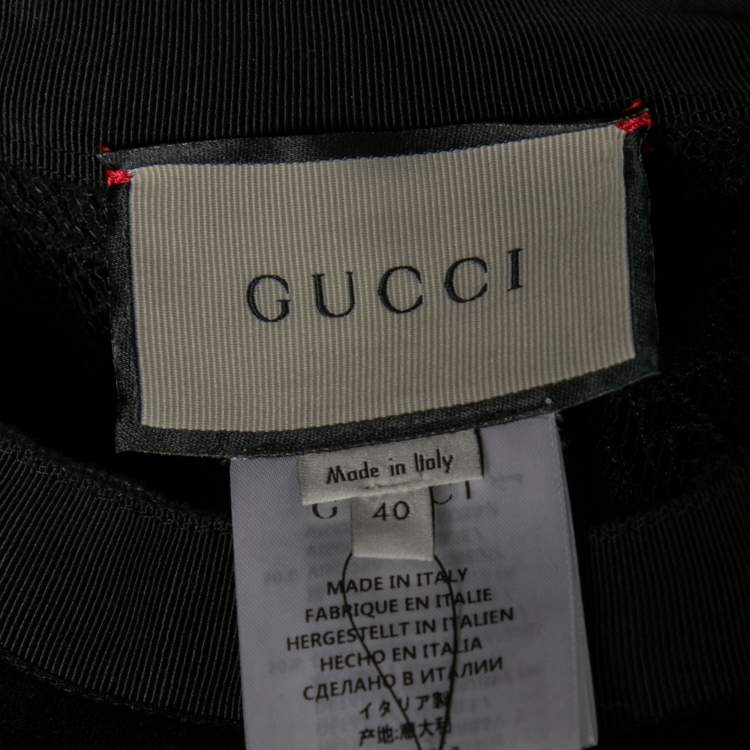 GUCCI
Made in Italy
G CI
40
MADE IN ITALY
FABRIQUE EN ITALIE
HERGESTELLT IN ITALIEN
HECHO EN ITALIA
СДЕЛАНО В ИТАЛИИ
イタリア製
产地:意大利